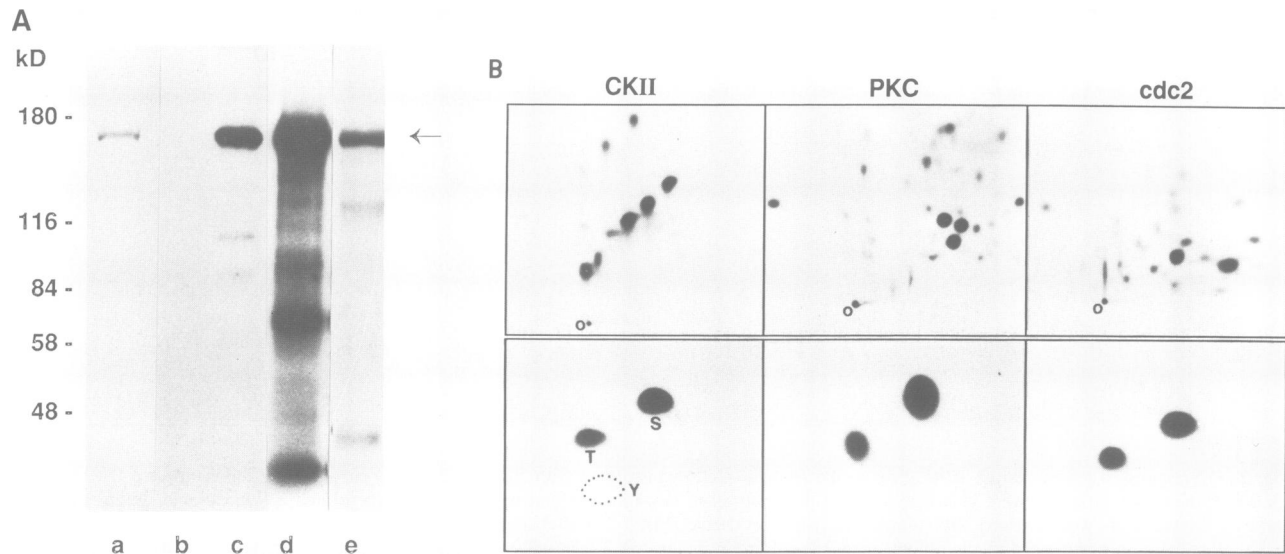 A
kD
180 -
116 -
84 -
58 -
48 -
←
a b c d e
B
CKII PKC cdc2
o o o
S
T
Y